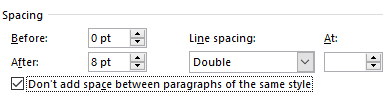 Spacing
Before: 0 pt Line spacing: At:
After: 8 pt Double
Don't add space between paragraphs of the same style